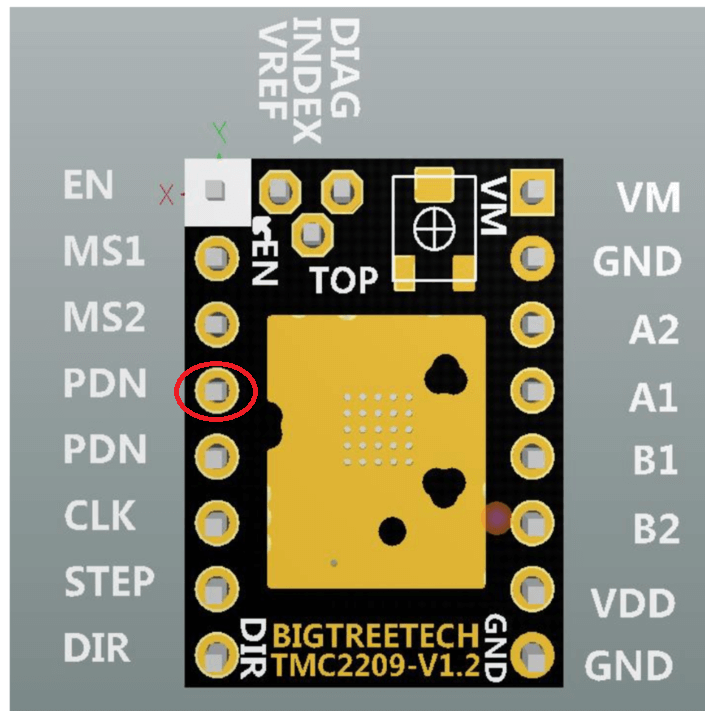 DIAG
INDEX
VREF
Y
X
EN
MS1
MS2
PDN
PDN
CLK
STEP
DIR
EN
TOP
VM
DIR
BIGTREETECH
TMC2209-V1.2
GND
VM
GND
A2
A1
B1
B2
VDD
GND